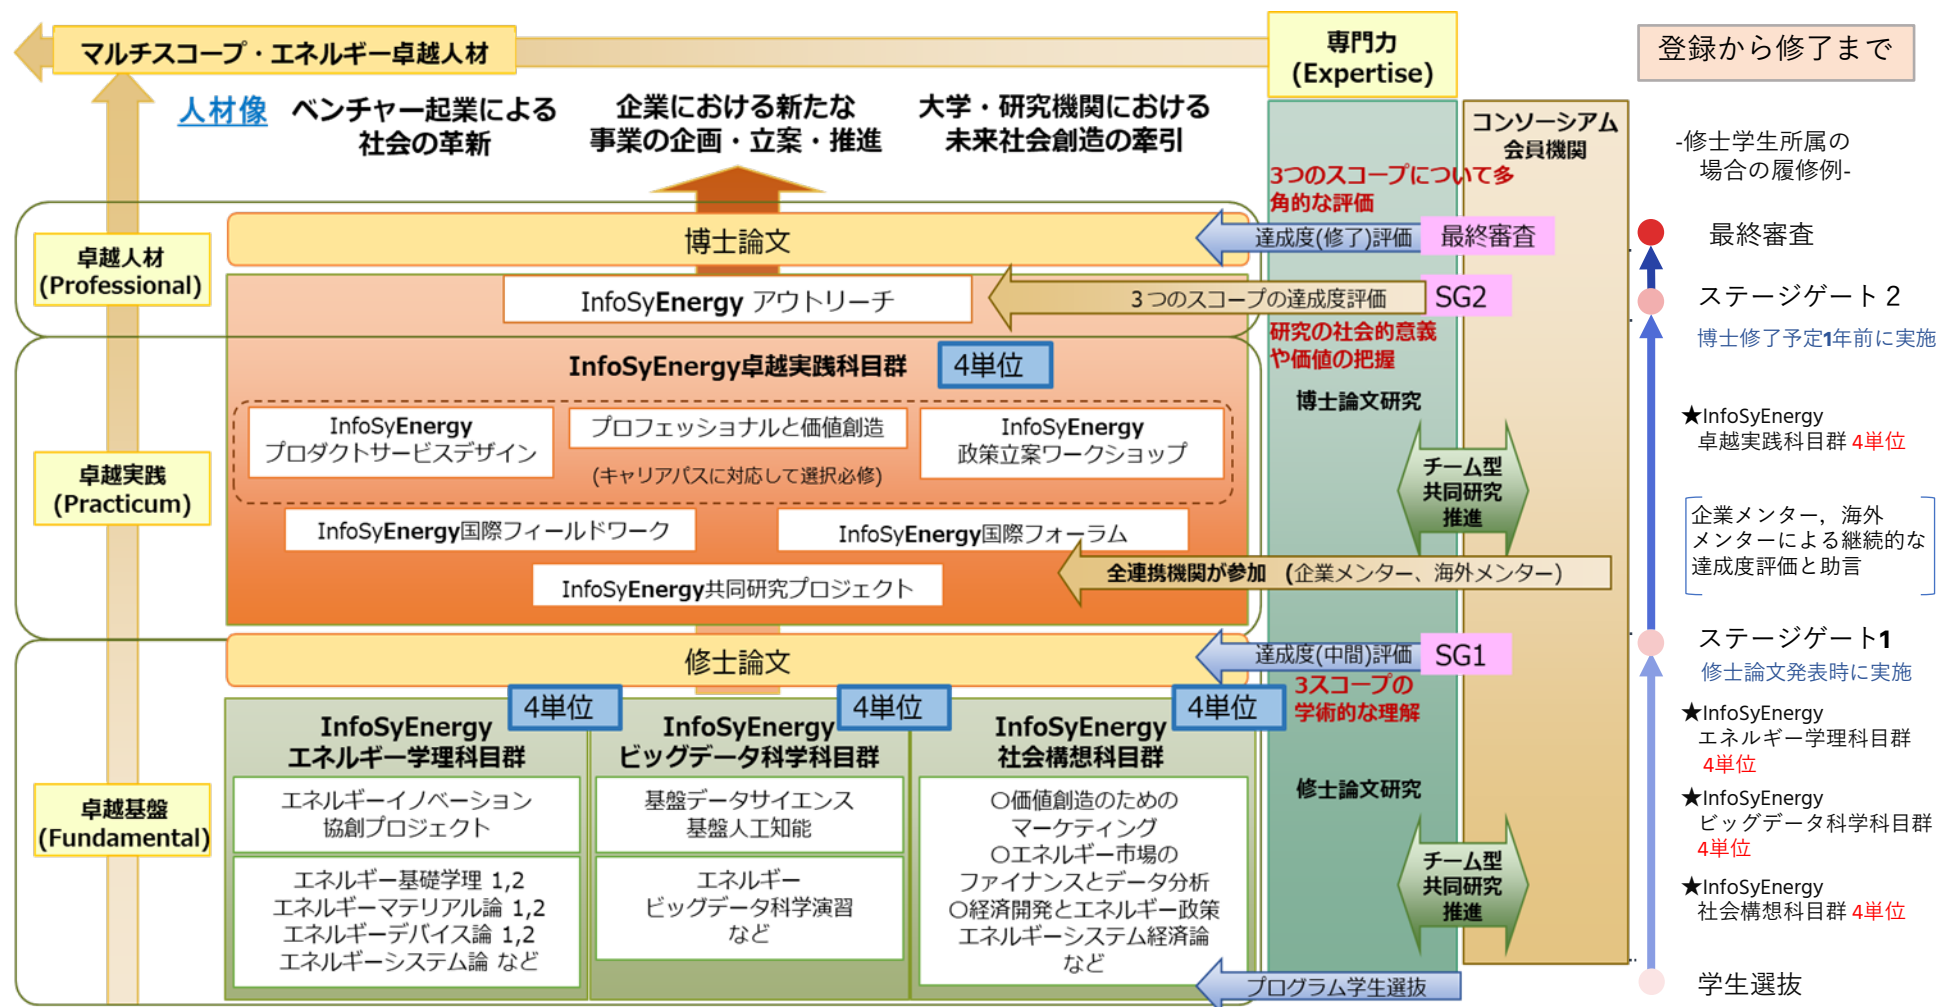 マルチスコープ・エネルギー卓越人材
専門力
(Expertise)
登録から修了まで
人材像
ベンチャー起業による
社会の革新
企業における新たな
事業の企画・立案・推進
大学・研究機関における
未来社会創造の牽引
コンソーシアム
会員機関
-修士学生所属の
場合の履修例-
3つのスコープについて多
角的な評価
卓越人材
(Professional)
博士論文
達成度(修了)評価
最終審査
最終審査
InfoSyEnergy アウトリーチ
3つのスコープの達成度評価
SG2
ステージゲート 2
博士修了予定1年前に実施
研究の社会的意義
や価値の把握
卓越実践
(Practicum)
InfoSyEnergy卓越実践科目群
4単位
博士論文研究
InfoSyEnergy
プロダクトサービスデザイン
プロフェッショナルと価値創造
InfoSyEnergy
政策立案ワークショップ
(キャリアパスに対応して選択必修)
InfoSyEnergy国際フィールドワーク
InfoSyEnergy国際フォーラム
InfoSyEnergy共同研究プロジェクト
チーム型
共同研究
推進
全連携機関が参加 (企業メンター、海外メンター)
★InfoSyEnergy
卓越実践科目群 4単位
企業メンター，海外
メンターによる継続的な
達成度評価と助言
修士論文
達成度(中間)評価
SG1
ステージゲート1
修士論文発表時に実施
3スコープの
学術的な理解
卓越基盤
(Fundamental)
4単位
InfoSyEnergy
エネルギー学理科目群
エネルギーイノベーション
協創プロジェクト
エネルギー基礎学理 1,2
エネルギーマテリアル論 1,2
エネルギーデバイス論 1,2
エネルギーシステム論 など
4単位
InfoSyEnergy
ビッグデータ科学科目群
基盤データサイエンス
基盤人工知能
エネルギー
ビッグデータ科学演習
など
4単位
InfoSyEnergy
社会構想科目群
○価値創造のための
マーケティング
○エネルギー市場の
ファイナンスとデータ分析
○経済開発とエネルギー政策
エネルギーシステム経済論
など
修士論文研究
チーム型
共同研究
推進
プログラム学生選抜
★InfoSyEnergy
エネルギー学理科目群
4単位
★InfoSyEnergy
ビッグデータ科学科目群
4単位
★InfoSyEnergy
社会構想科目群 4単位
学生選抜